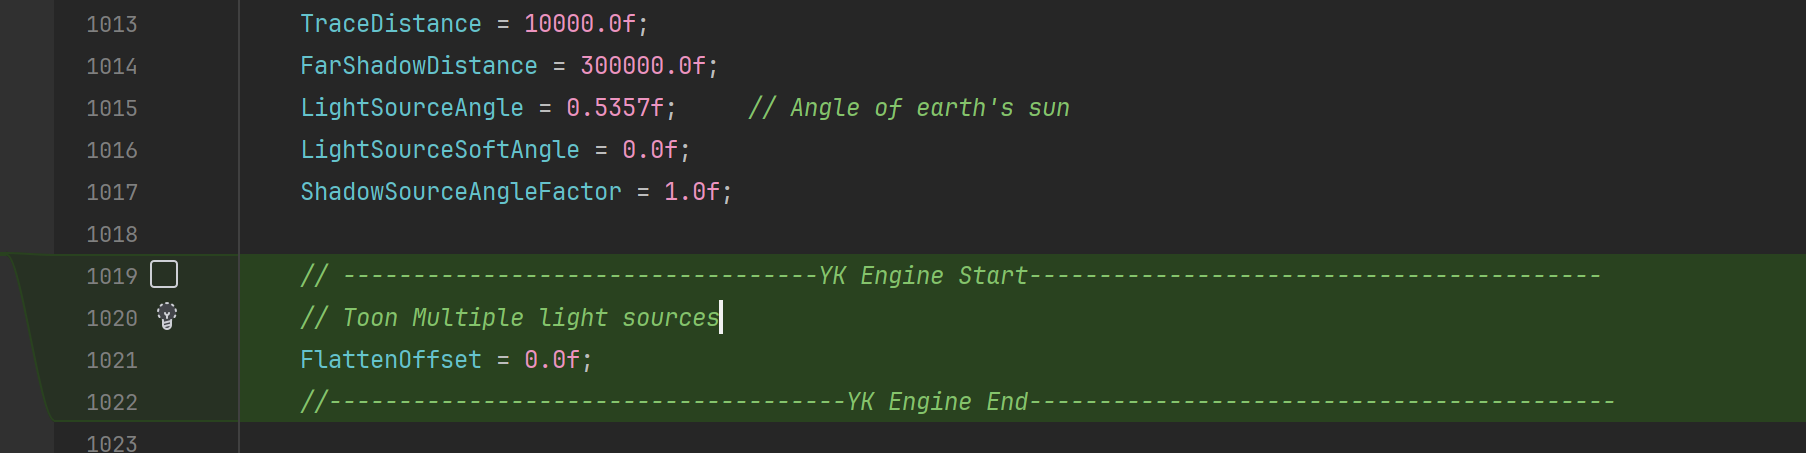 1013 TraceDistance = 10000.0f;
1014 FarShadowDistance = 300000.0f;
1015 LightSourceAngle = 0.5357f; // Angle of earth's sun
1016 LightSourceSoftAngle = 0.0f;
1017 ShadowSourceAngleFactor = 1.0f;
1018
1019 // ----------------------------------YK Engine Start-----------------------------------------
1020 // Toon Multiple light sources
1021 FlattenOffset = 0.0f;
1022 //-------------------------------------YK Engine End------------------------------------------
1023